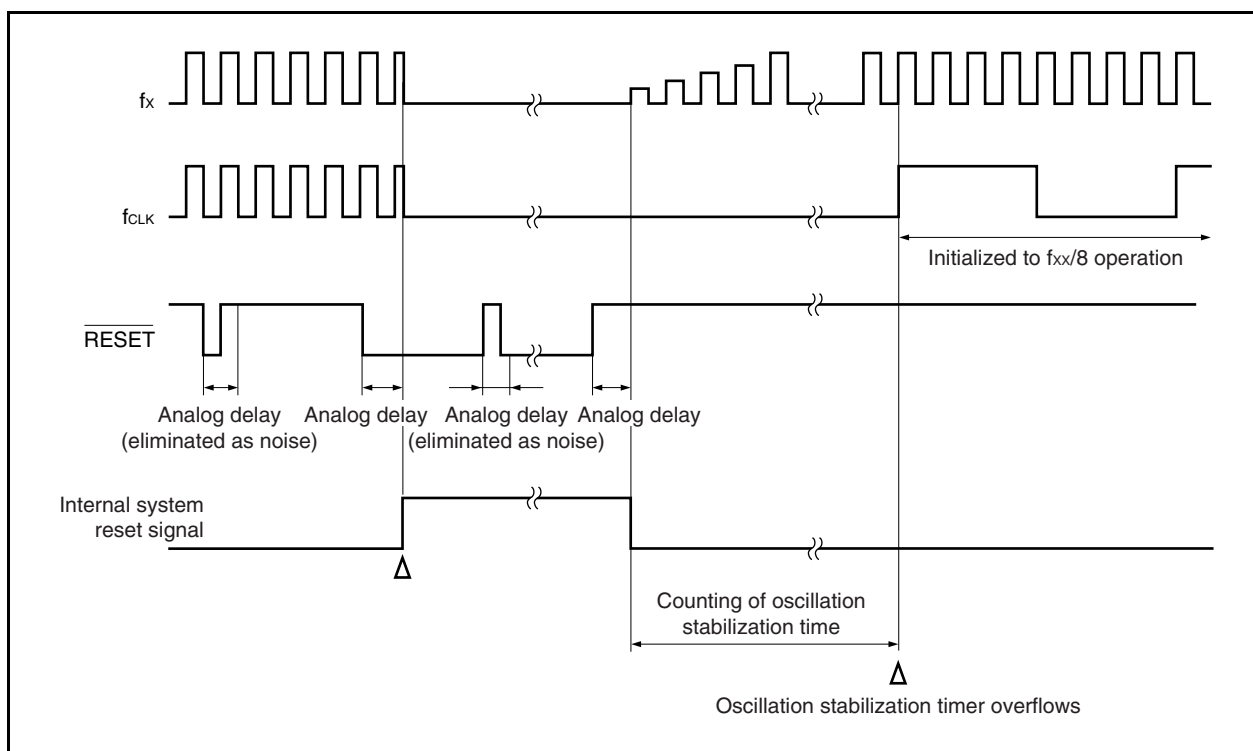 fx
fCLK
Initialized to fxx/8 operation
RESET
Analog delay
(eliminated as noise)
Analog delay
Analog delay
(eliminated as noise)
Analog delay
Internal system
reset signal
Counting of oscillation
stabilization time
Oscillation stabilization timer overflows